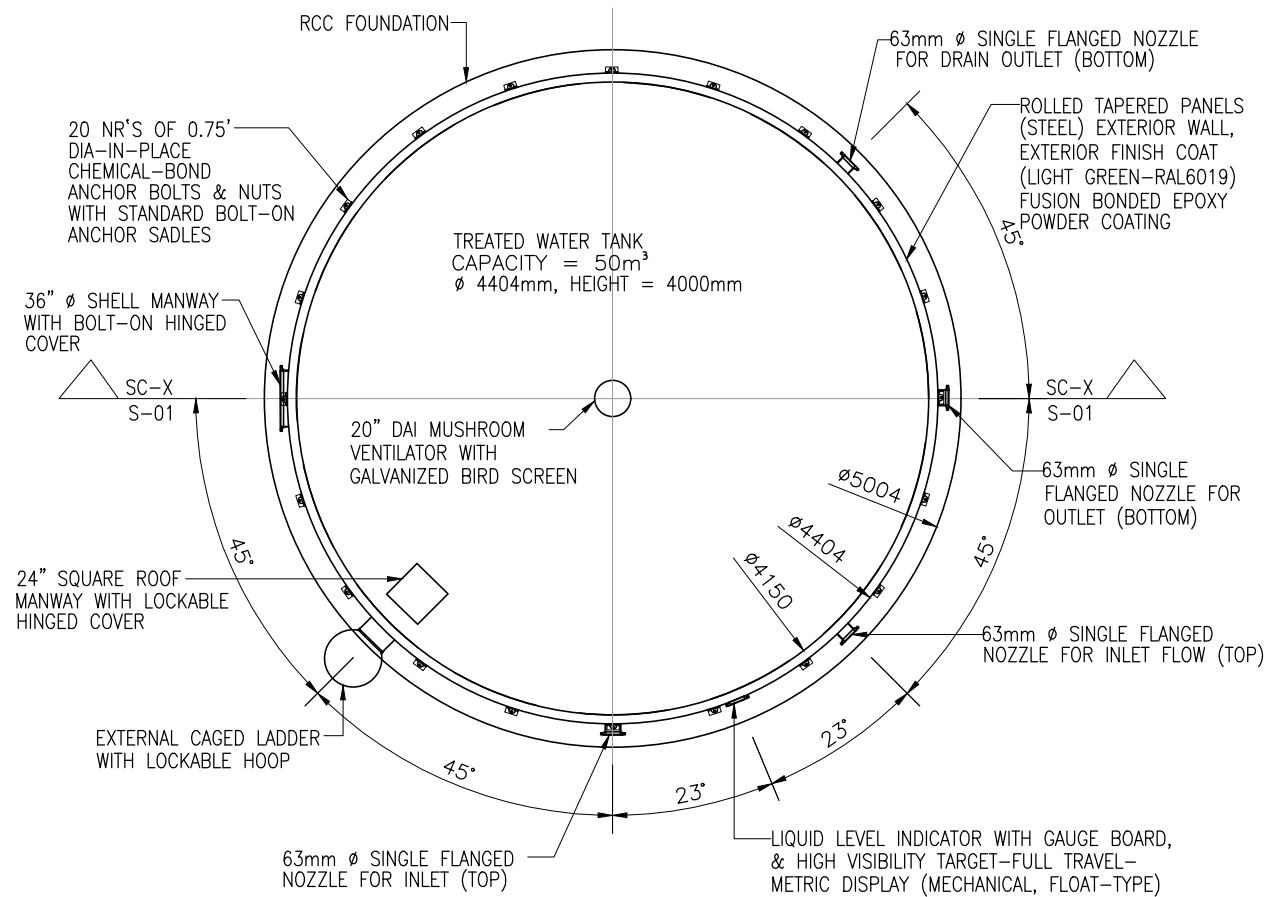 RCC FOUNDATION
63mm ø SINGLE FLANGED NOZZLE
FOR DRAIN OUTLET (BOTTOM)
20 NR'S OF 0.75'
DIA-IN-PLACE
CHEMICAL-BOND
ANCHOR BOLTS & NUTS
WITH STANDARD BOLT-ON
ANCHOR SADLES
ROLLED TAPERED PANELS
(STEEL) EXTERIOR WALL,
EXTERIOR FINISH COAT
(LIGHT GREEN-RAL6019)
FUSION BONDED EPOXY
POWDER COATING
45°
TREATED WATER TANK
CAPACITY = 50m³
ø 4404mm, HEIGHT = 4000mm
36" ø SHELL MANWAY
WITH BOLT-ON HINGED
COVER
SC-X
S-01
SC-X
S-01
20" DAI MUSHROOM
VENTILATOR WITH
GALVANIZED BIRD SCREEN
63mm ø SINGLE
FLANGED NOZZLE FOR
OUTLET (BOTTOM)
ø5004
ø4404
ø4150
45°
45°
24" SQUARE ROOF
MANWAY WITH LOCKABLE
HINGED COVER
63mm ø SINGLE FLANGED
NOZZLE FOR INLET FLOW (TOP)
EXTERNAL CAGED LADDER
WITH LOCKABLE HOOP
45°
23°
23°
63mm ø SINGLE FLANGED
NOZZLE FOR INLET (TOP)
LIQUID LEVEL INDICATOR WITH GAUGE BOARD,
& HIGH VISIBILITY TARGET-FULL TRAVEL-
METRIC DISPLAY (MECHANICAL, FLOAT-TYPE)